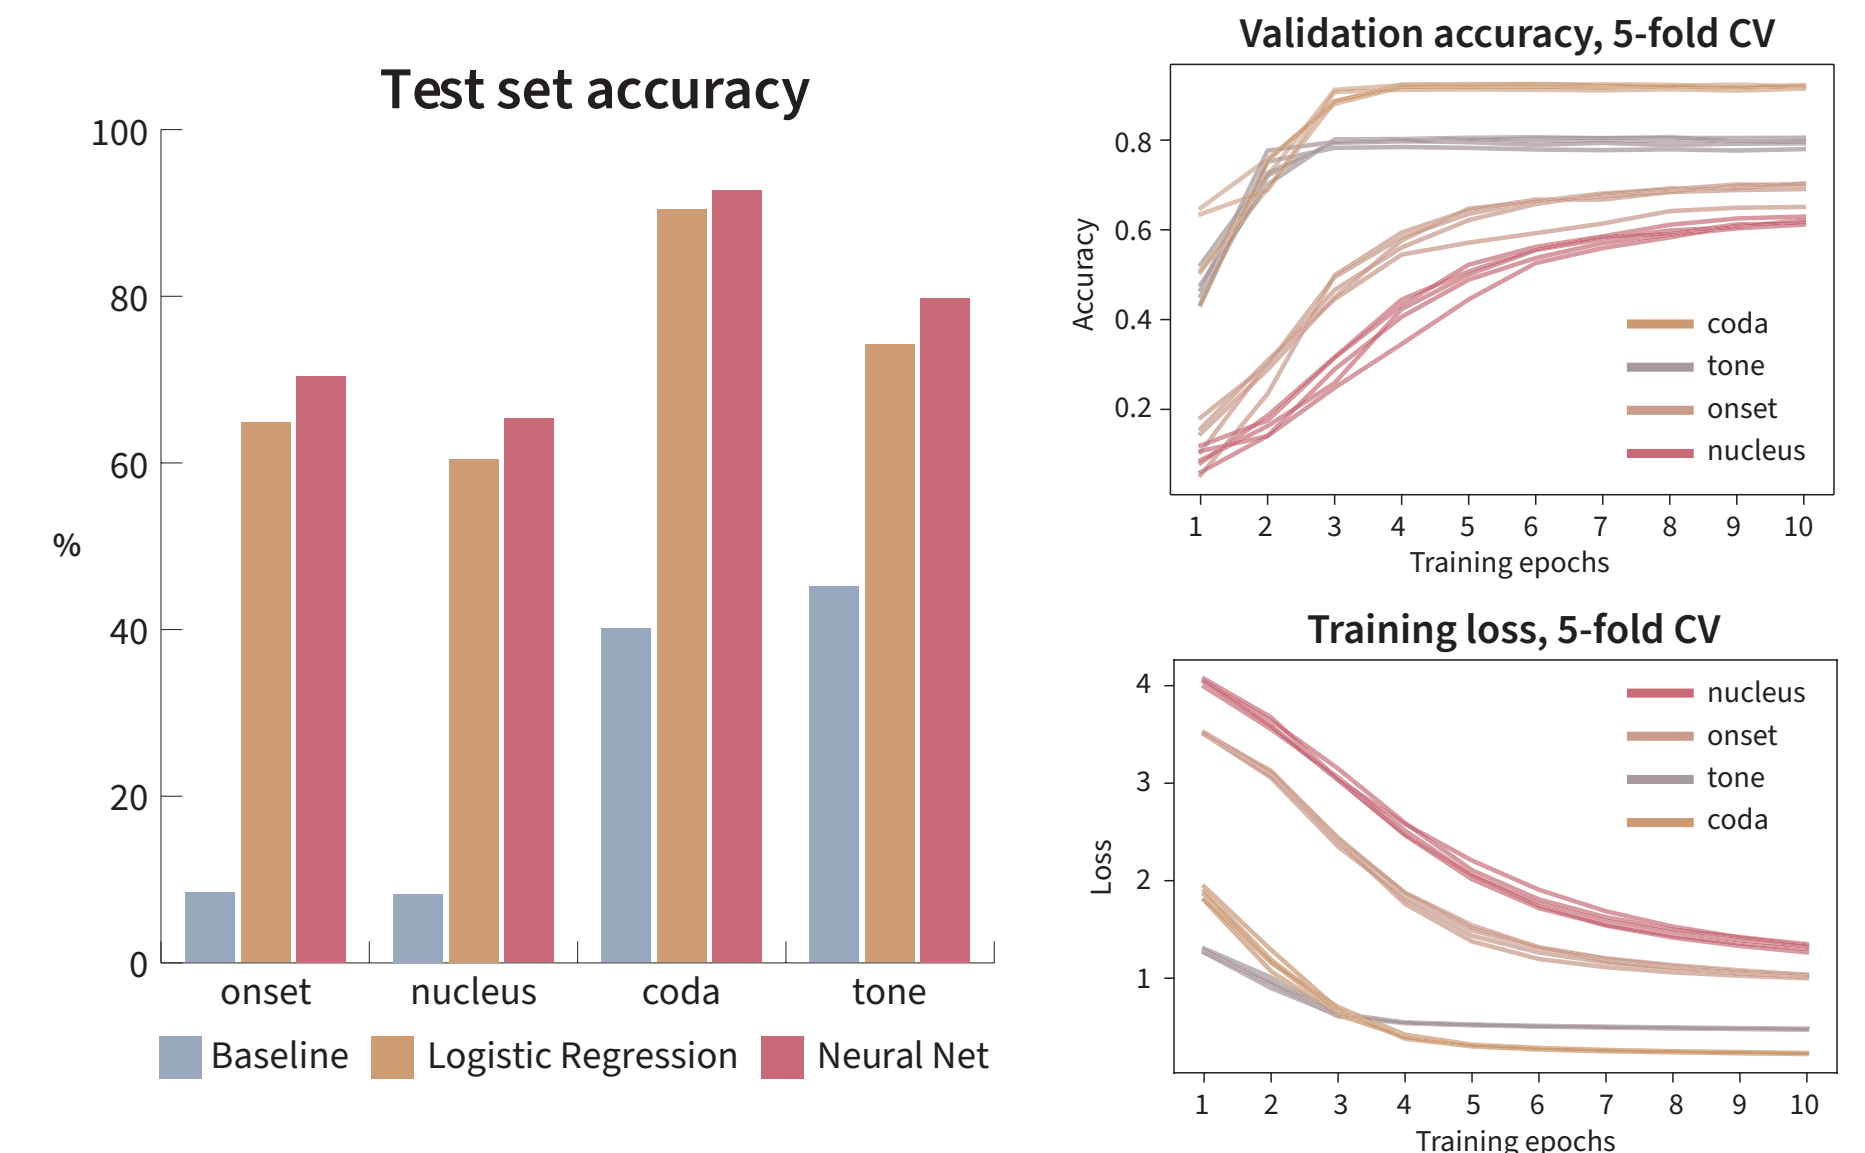 Test set accuracy
100
80
60
40
20
0
%
onset nucleus coda tone
Baseline Logistic Regression Neural Net
Validation accuracy, 5-fold CV
0.8
0.6
0.4
0.2
Accuracy
coda
tone
onset
nucleus
1 2 3 4 5 6 7 8 9 10
Training epochs
Training loss, 5-fold CV
4
3
2
1
Loss
nucleus
onset
tone
coda
1 2 3 4 5 6 7 8 9 10
Training epochs